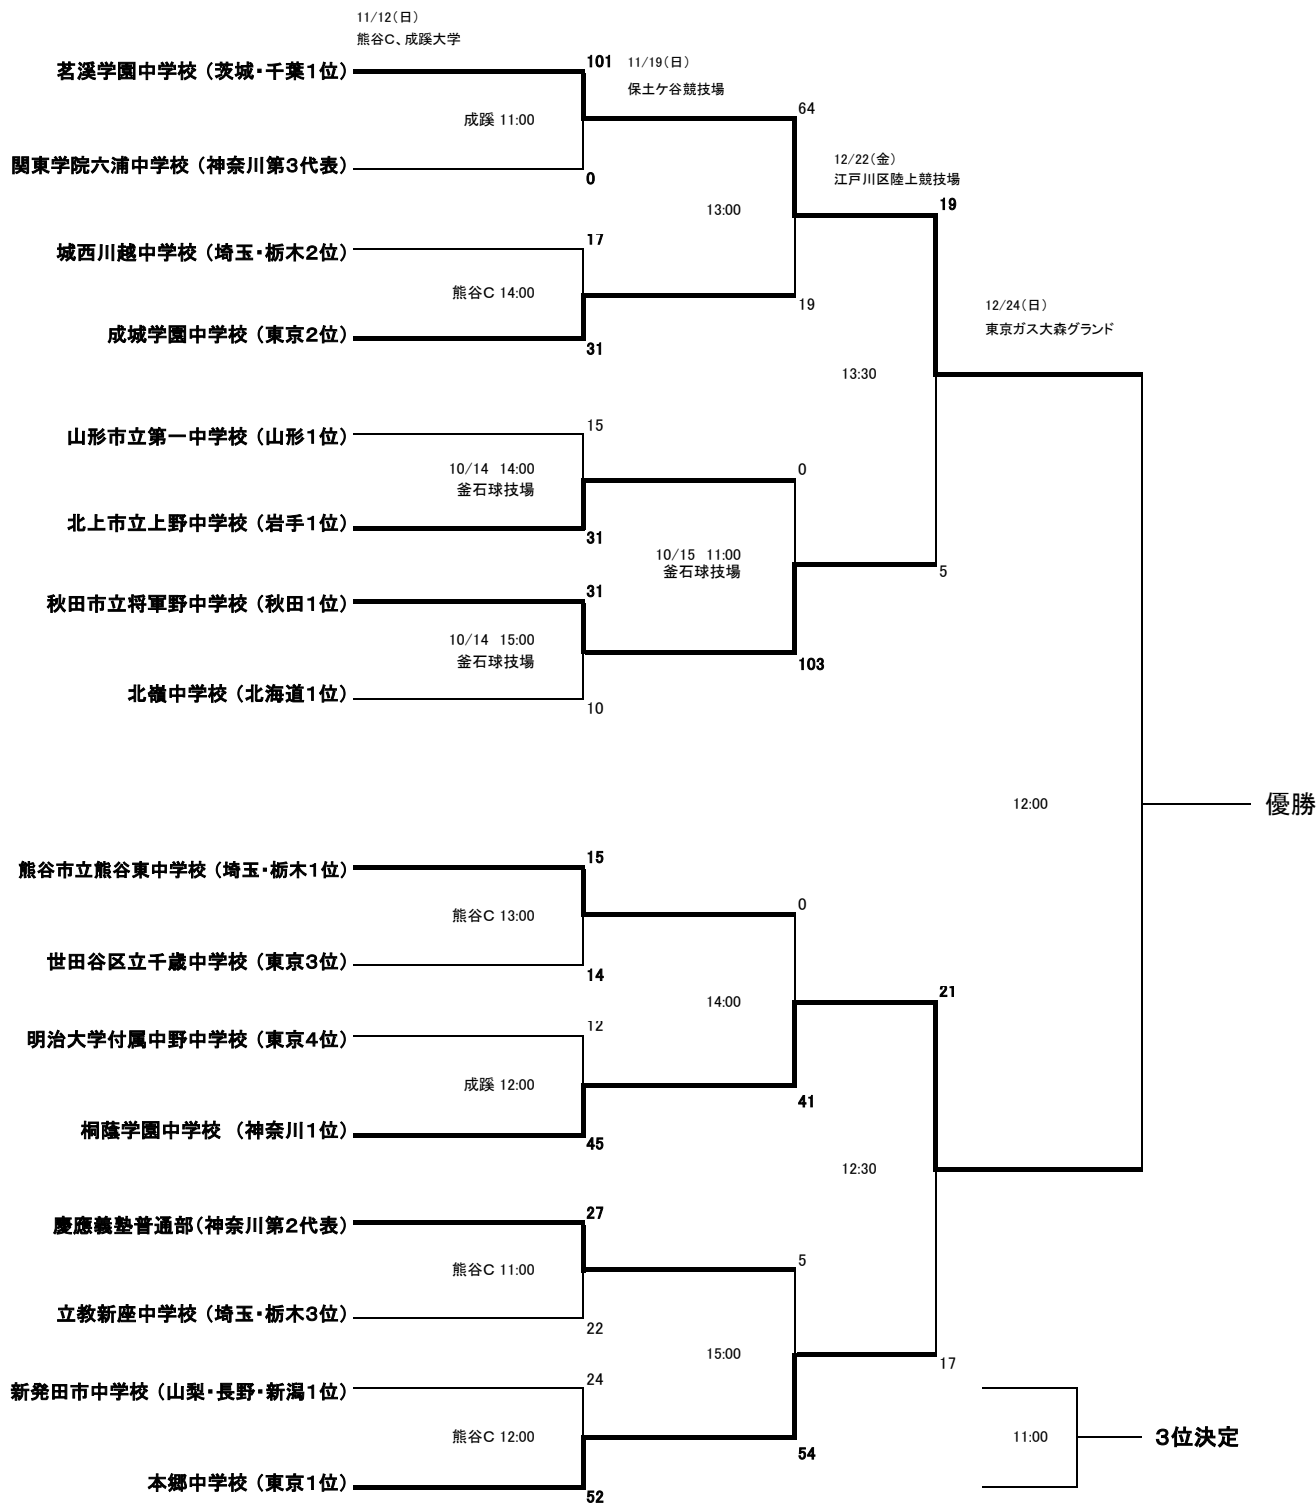 11/12(日)
熊谷C、成蹊大学
茗溪学園中学校 (茨城・千葉1位)
101
11/19(日)
保土ケ谷競技場
64
成蹊 11:00
関東学院六浦中学校 (神奈川第3代表)
0
12/22(金)
江戸川区陸上競技場
19
13:00
城西川越中学校 (埼玉・栃木2位)
17
熊谷C 14:00
19
成城学園中学校 (東京2位)
31
12/24(日)
東京ガス大森グランド
13:30
山形市立第一中学校 (山形1位)
15
10/14 14:00
釜石球技場
0
北上市立上野中学校 (岩手1位)
31
10/15 11:00
釜石球技場
5
秋田市立将軍野中学校 (秋田1位)
31
10/14 15:00
釜石球技場
103
北嶺中学校 (北海道1位)
10
12:00
優勝
熊谷市立熊谷東中学校 (埼玉・栃木1位)
15
熊谷C 13:00
0
世田谷区立千歳中学校 (東京3位)
14
14:00
21
明治大学付属中野中学校 (東京4位)
12
成蹊 12:00
41
桐蔭学園中学校 (神奈川1位)
45
12:30
慶應義塾普通部(神奈川第2代表)
27
熊谷C 11:00
5
立教新座中学校 (埼玉・栃木3位)
22
15:00
17
新発田市中学校 (山梨・長野・新潟1位)
24
熊谷C 12:00
54
11:00
3位決定
本郷中学校 (東京1位)
52